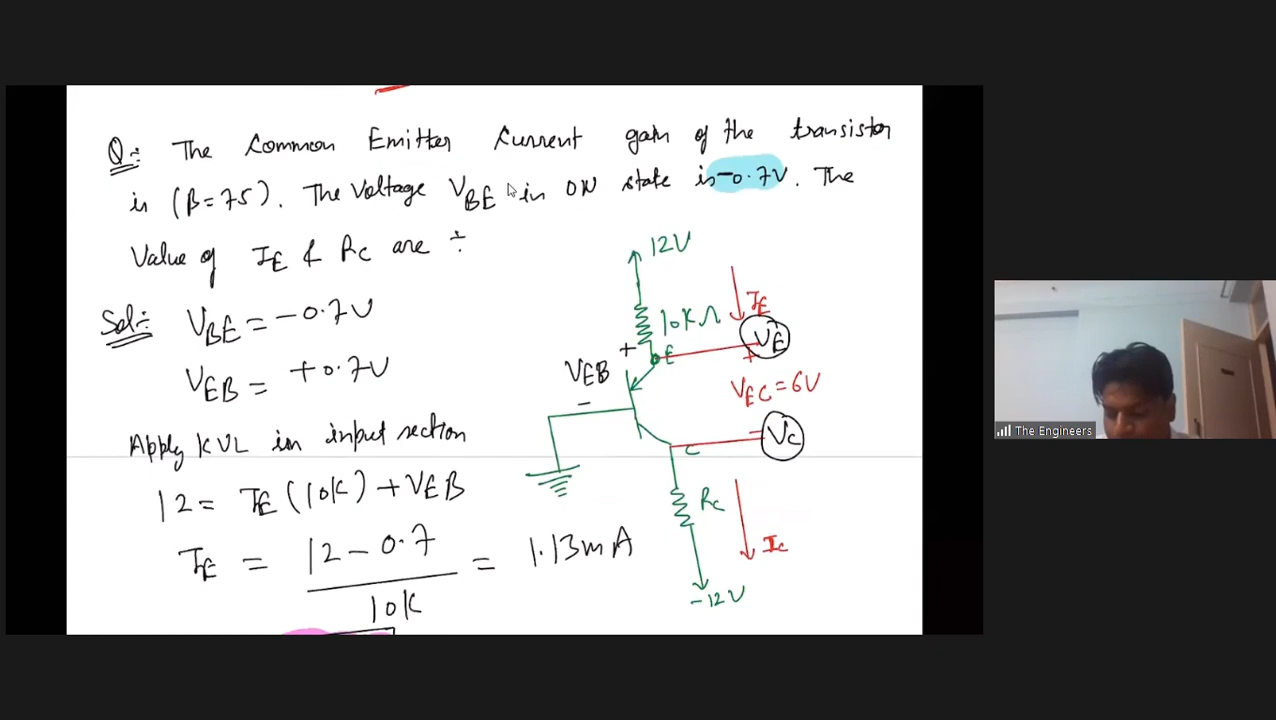 Q:- The Common Emitter Current gain of the transistor
is (β=75). The Voltage VBE in ON state is -0.7V. The
Value of IE & RC are ÷
Sol:- VBE = -0.7V
VEB = +0.7V
Apply KVL in input section
12 = IE(10K) + VEB
IE = 12 - 0.7 / 10K = 1.13mA
12V
10KΩ
IE
VE
E
+
VEB
-
+
VEC = 6V
-
VC
C
RC
IC
-12V
The Engineers